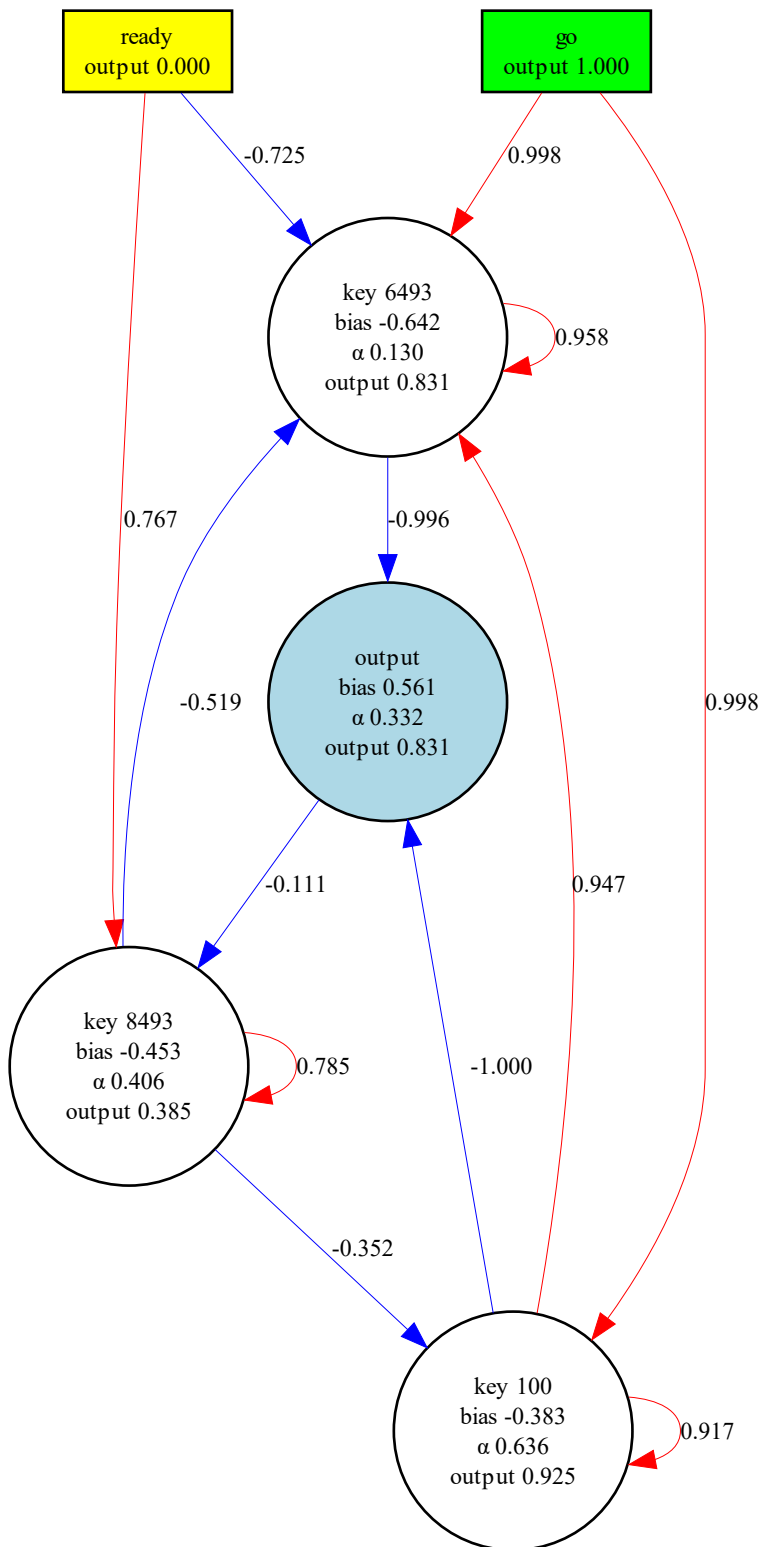 ready
output 0.000
go
output 1.000
-0.725
0.998
key 6493
bias -0.642
α 0.130
output 0.831
0.958
0.767
-0.996
-0.519
output
bias 0.561
α 0.332
output 0.831
0.998
-0.111
0.947
key 8493
bias -0.453
α 0.406
output 0.385
0.785
-1.000
-0.352
key 100
bias -0.383
α 0.636
output 0.925
0.917